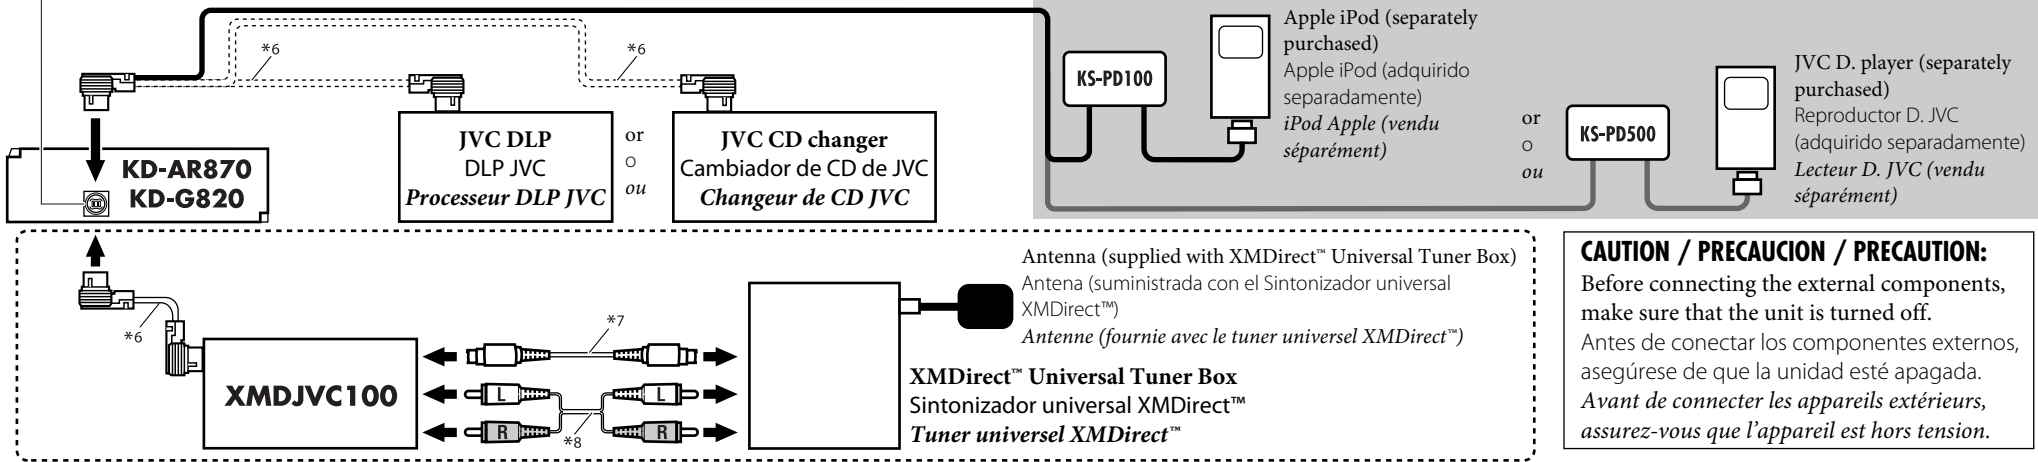 *6
*6
KS-PD100
Apple iPod (separately
purchased)
Apple iPod (adquirido
separadamente)
iPod Apple (vendu
séparément)
or
o
ou
KS-PD500
JVC D. player (separately
purchased)
Reproductor D. JVC
(adquirido separadamente)
Lecteur D. JVC (vendu
séparément)
KD-AR870
KD-G820
JVC DLP
DLP JVC
Processeur DLP JVC
or
o
ou
JVC CD changer
Cambiador de CD de JVC
Changeur de CD JVC
*6
XMDJVC100
*7
L
L
R
R
*8
Antenna (supplied with XMDirect™ Universal Tuner Box)
Antena (suministrada con el Sintonizador universal
XMDirect™)
Antenne (fournie avec le tuner universel XMDirect™)
XMDirect™ Universal Tuner Box
Sintonizador universal XMDirect™
Tuner universel XMDirect™
CAUTION / PRECAUCION / PRECAUTION:
Before connecting the external components,
make sure that the unit is turned off.
Antes de conectar los componentes externos,
asegúrese de que la unidad esté apagada.
Avant de connecter les appareils extérieurs,
assurez-vous que l'appareil est hors tension.